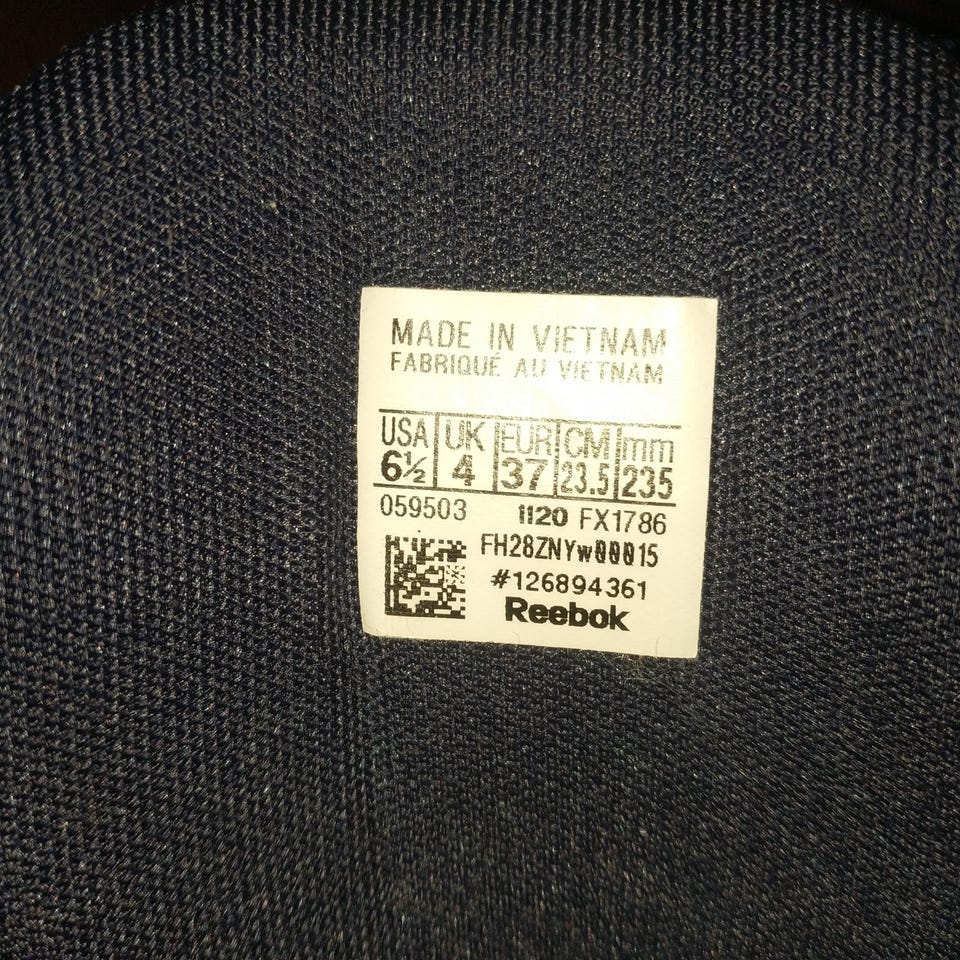 MADE IN VIETNAM
FABRIQUÉ AU VIETNAM
USA UK EUR CM mm
6½ 4 37 23.5 235
059503 1120 FX1786
FH28ZNYw00015
#126894361
Reebok